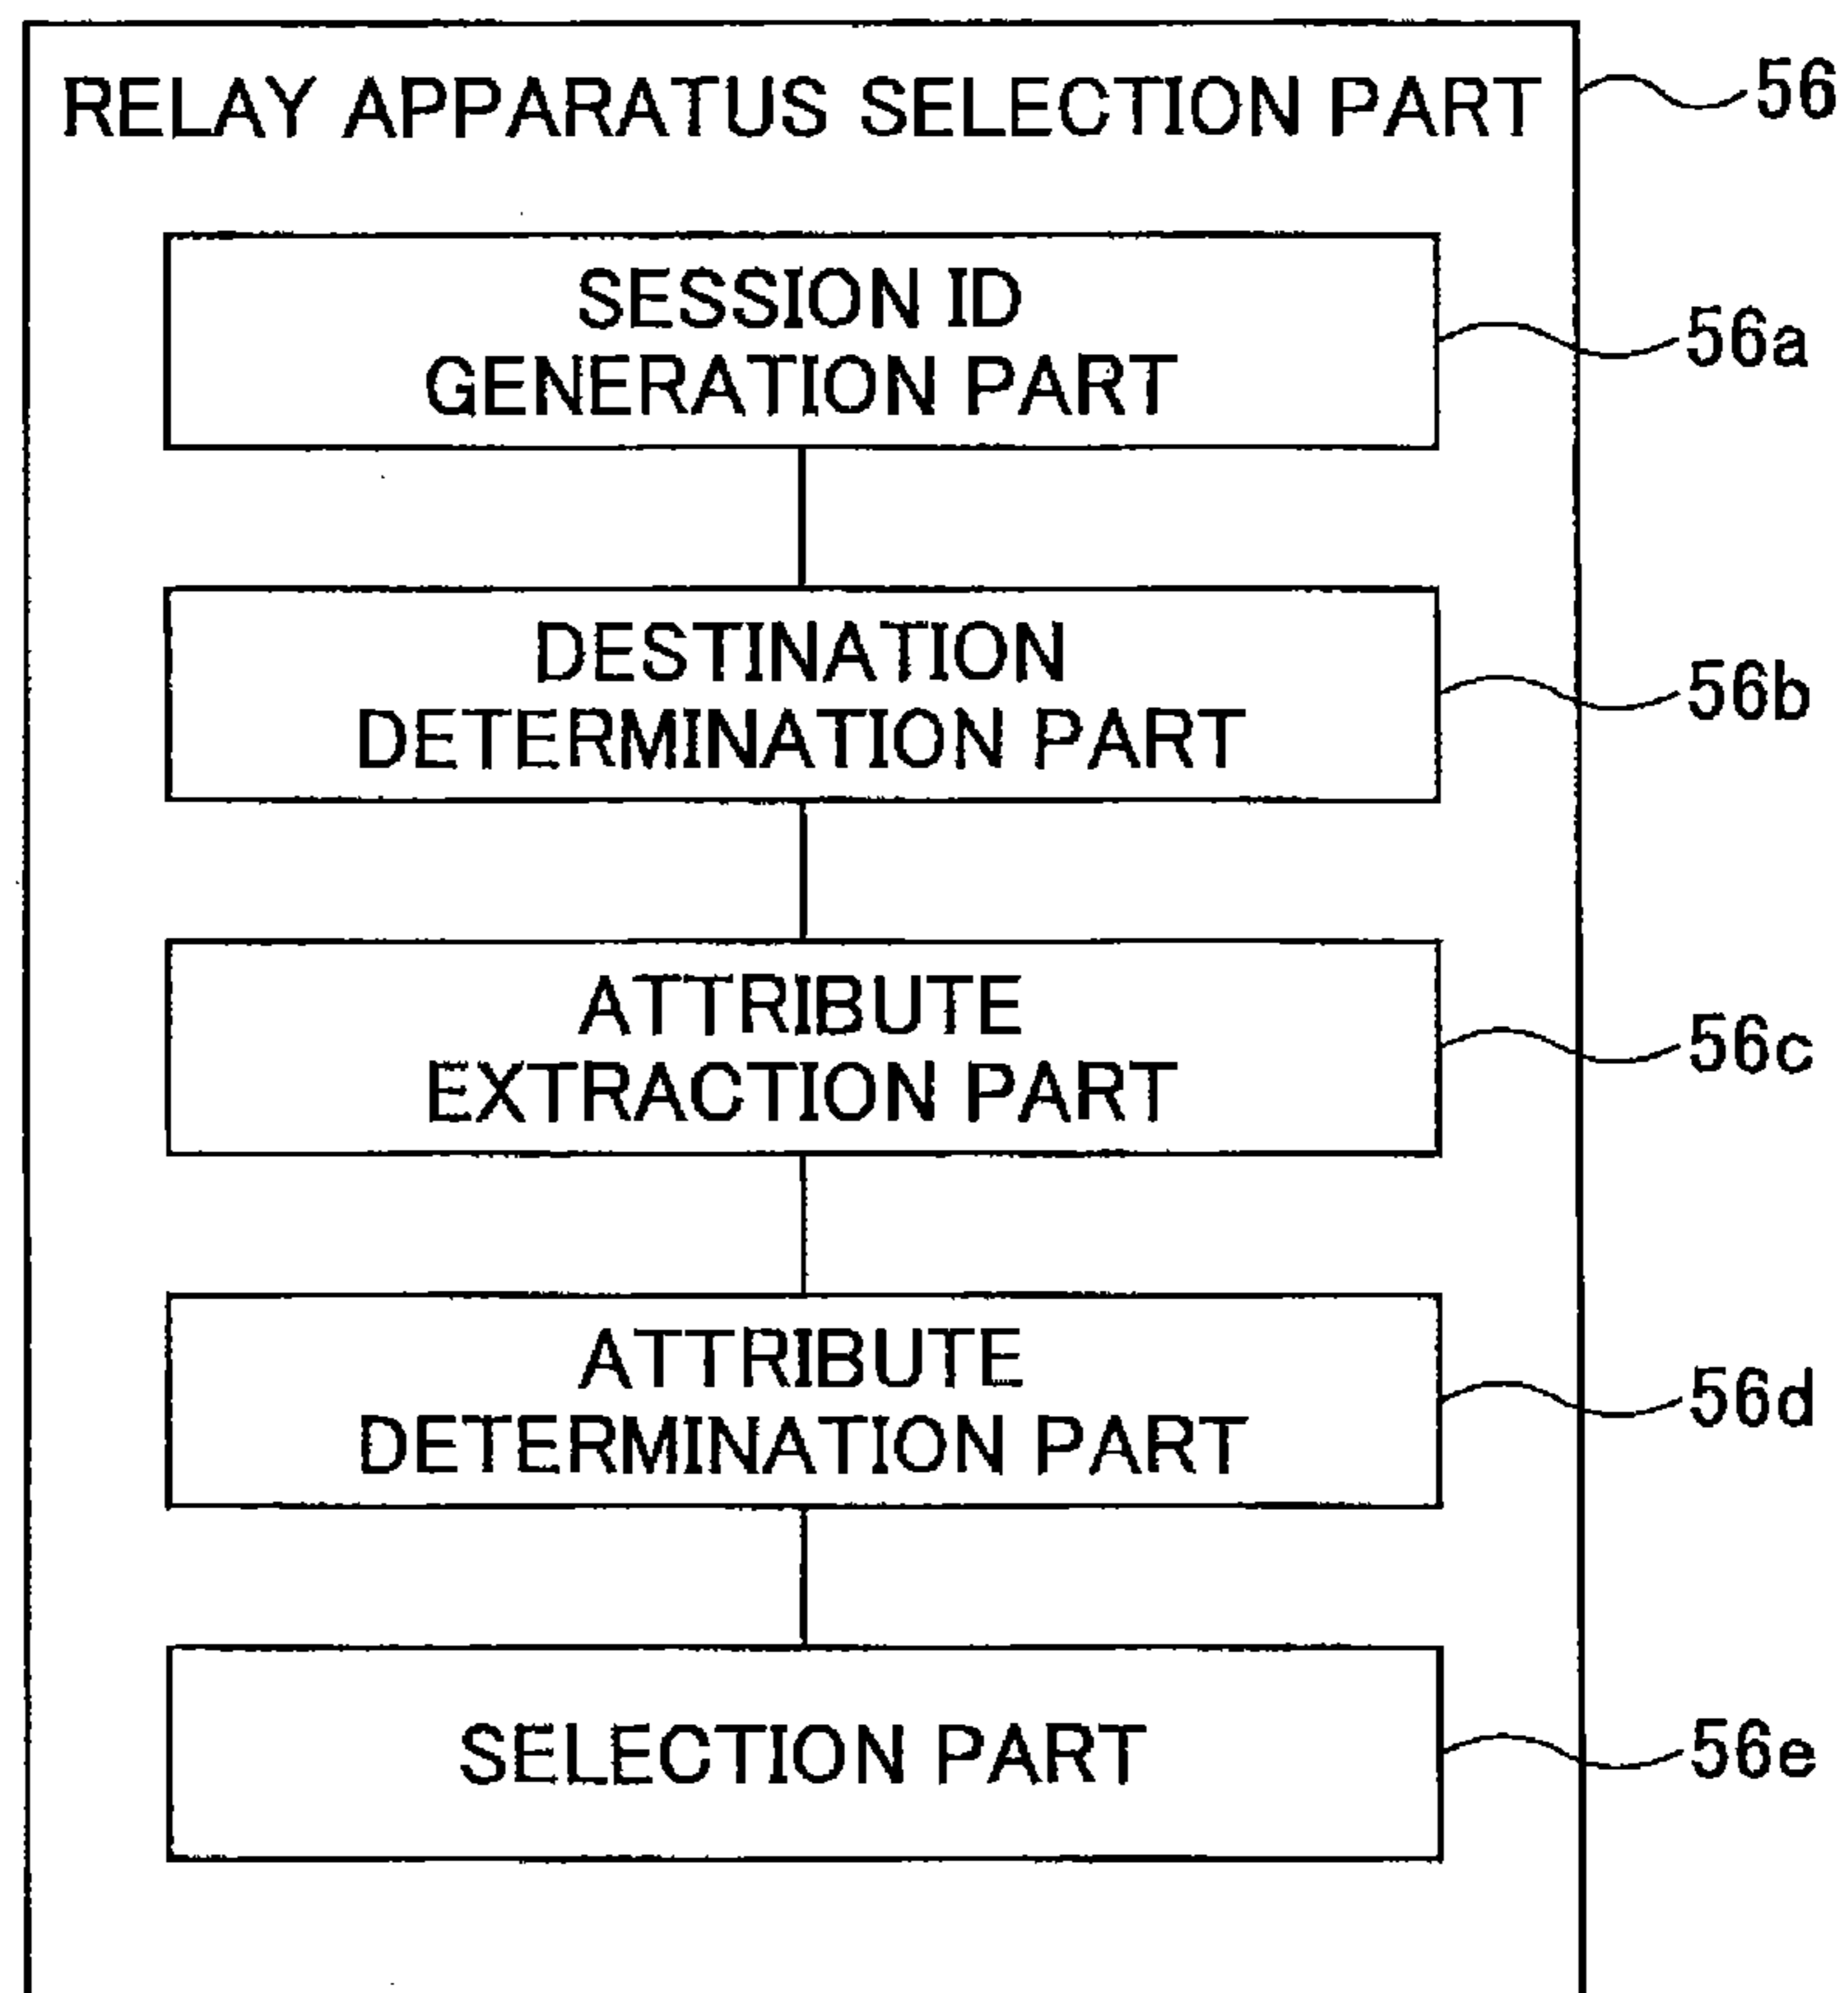 RELAY APPARATUS SELECTION PART 56
SESSION ID
GENERATION PART
56a
DESTINATION
DETERMINATION PART
56b
ATTRIBUTE
EXTRACTION PART
56c
ATTRIBUTE
DETERMINATION PART
56d
SELECTION PART 56e